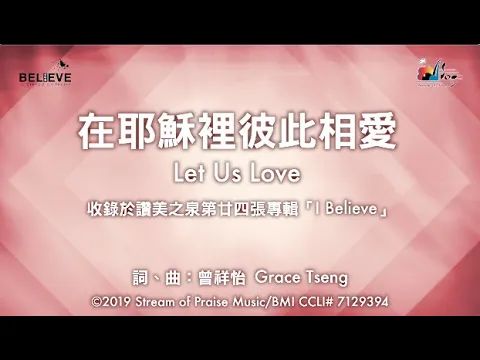 BELIEVE
在耶穌裡彼此相愛
Let Us Love
收錄於讚美之泉第廿四張專輯「I Believe」
詞、曲：曾祥怡 Grace Tseng
©2019 Stream of Praise Music/BMI CCLI# 7129394